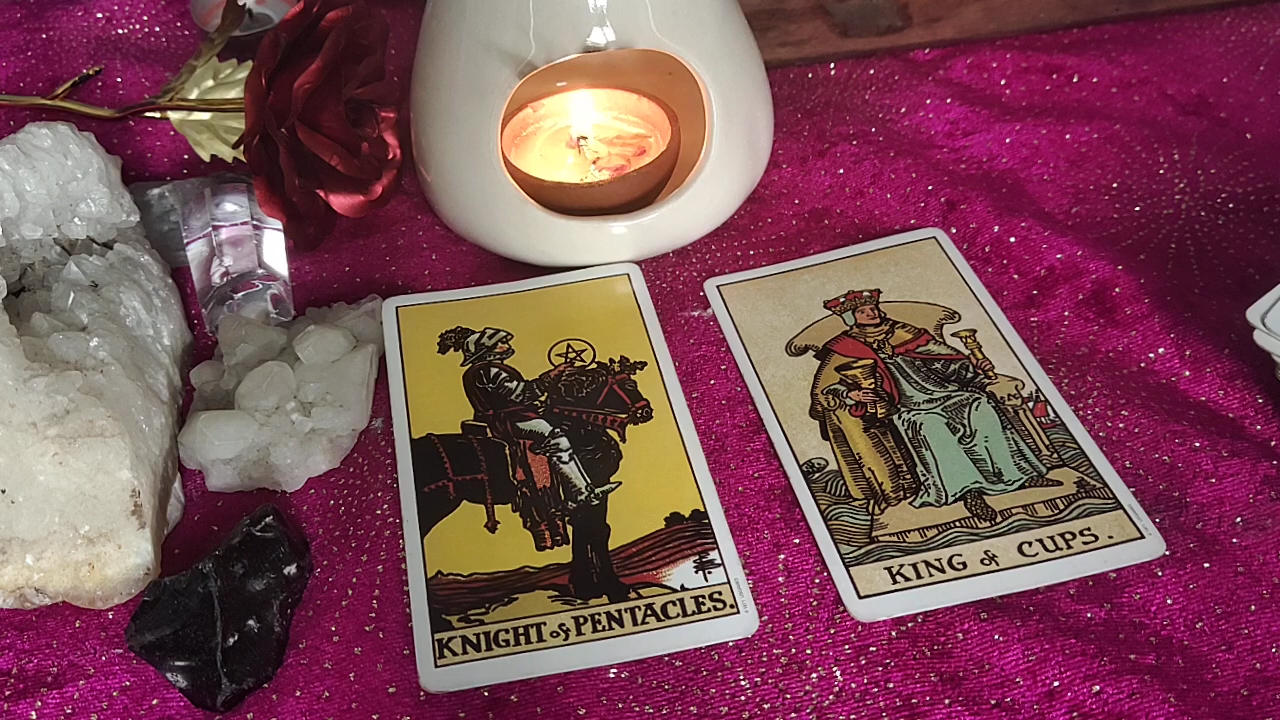 KNIGHT of PENTACLES.
KING of CUPS.